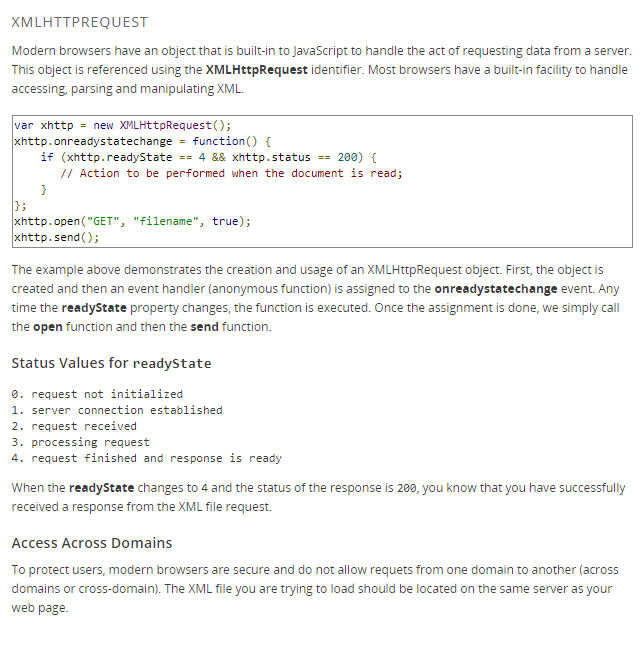 XMLHTTPREQUEST
Modern browsers have an object that is built-in to JavaScript to handle the act of requesting data from a server.
This object is referenced using the XMLHttpRequest identifier. Most browsers have a built-in facility to handle
accessing, parsing and manipulating XML.
var xhttp = new XMLHttpRequest();
xhttp.onreadystatechange = function() {
    if (xhttp.readyState == 4 && xhttp.status == 200) {
       // Action to be performed when the document is read;
    }
};
xhttp.open("GET", "filename", true);
xhttp.send();
The example above demonstrates the creation and usage of an XMLHttpRequest object. First, the object is
created and then an event handler (anonymous function) is assigned to the onreadystatechange event. Any
time the readyState property changes, the function is executed. Once the assignment is done, we simply call
the open function and then the send function.
Status Values for readyState
0. request not initialized
1. server connection established
2. request received
3. processing request
4. request finished and response is ready
When the readyState changes to 4 and the status of the response is 200, you know that you have successfully
received a response from the XML file request.
Access Across Domains
To protect users, modern browsers are secure and do not allow requets from one domain to another (across
domains or cross-domain). The XML file you are trying to load should be located on the same server as your
web page.